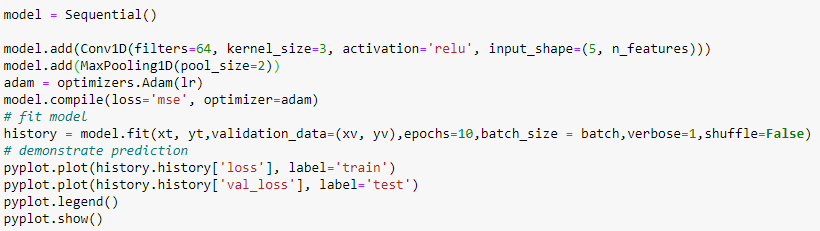 model = Sequential()
model.add(Conv1D(filters=64, kernel_size=3, activation='relu', input_shape=(5, n_features)))
model.add(MaxPooling1D(pool_size=2))
adam = optimizers.Adam(lr)
model.compile(loss='mse', optimizer=adam)
# fit model
history = model.fit(xt, yt,validation_data=(xv, yv),epochs=10,batch_size = batch,verbose=1,shuffle=False)
# demonstrate prediction
pyplot.plot(history.history['loss'], label='train')
pyplot.plot(history.history['val_loss'], label='test')
pyplot.legend()
pyplot.show()